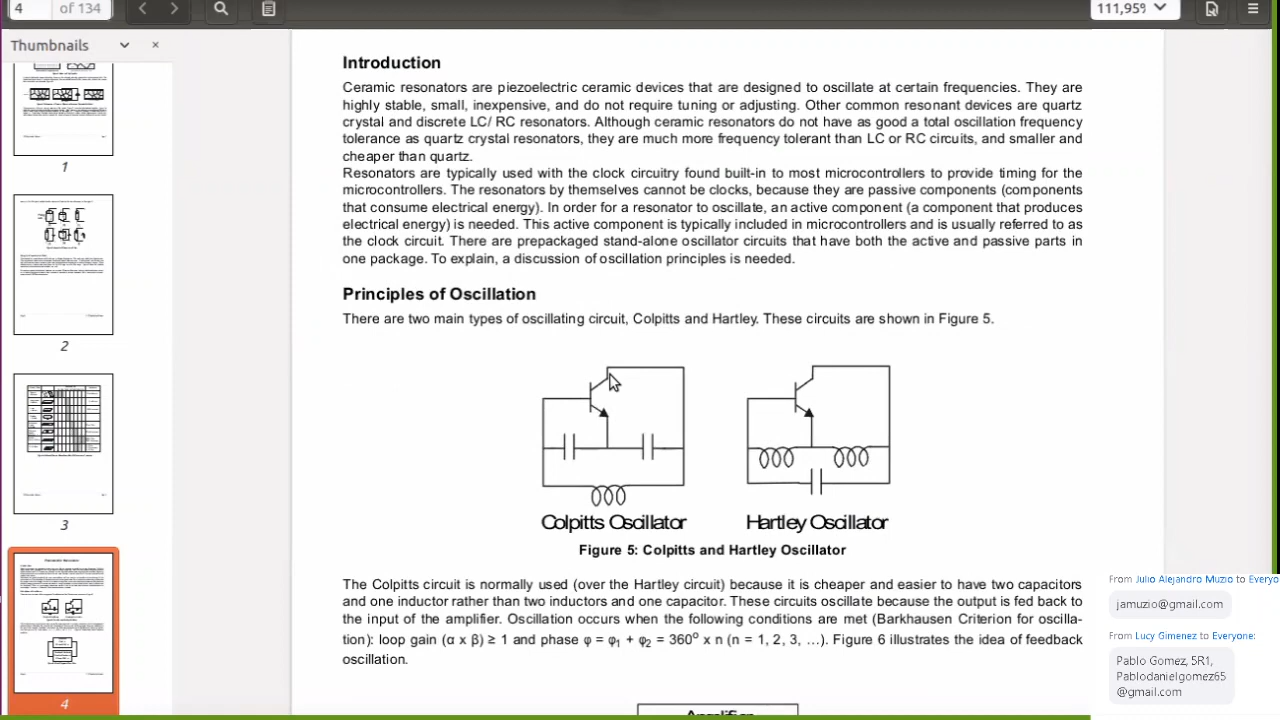 4 of 134
111,95%
Thumbnails
1
2
3
4
Introduction
Ceramic resonators are piezoelectric ceramic devices that are designed to oscillate at certain frequencies. They are
highly stable, small, inexpensive, and do not require tuning or adjusting. Other common resonant devices are quartz
crystal and discrete LC/ RC resonators. Although ceramic resonators do not have as good a total oscillation frequency
tolerance as quartz crystal resonators, they are much more frequency tolerant than LC or RC circuits, and smaller and
cheaper than quartz.
Resonators are typically used with the clock circuitry found built-in to most microcontrollers to provide timing for the
microcontrollers. The resonators by themselves cannot be clocks, because they are passive components (components
that consume electrical energy). In order for a resonator to oscillate, an active component (a component that produces
electrical energy) is needed. This active component is typically included in microcontrollers and is usually referred to as
the clock circuit. There are prepackaged stand-alone oscillator circuits that have both the active and passive parts in
one package. To explain, a discussion of oscillation principles is needed.
Principles of Oscillation
There are two main types of oscillating circuit, Colpitts and Hartley. These circuits are shown in Figure 5.
Colpitts Oscillator Hartley Oscillator
Figure 5: Colpitts and Hartley Oscillator
The Colpitts circuit is normally used (over the Hartley circuit) because it is cheaper and easier to have two capacitors
and one inductor rather than two inductors and one capacitor. These circuits oscillate because the output is fed back to
the input of the amplifier. Oscillation occurs when the following conditions are met (Barkhausen Criterion for oscilla-
tion): loop gain (α x β) ≥ 1 and phase φ = φ1 + φ2 = 360o x n (n = 1, 2, 3, …). Figure 6 illustrates the idea of feedback
oscillation.
Amplifier
From Julio Alejandro Muzio to Everyo
jamuzio@gmail.com
From Lucy Gimenez to Everyone:
Pablo Gomez, 5R1,
Pablodanielgomez65
@gmail.com